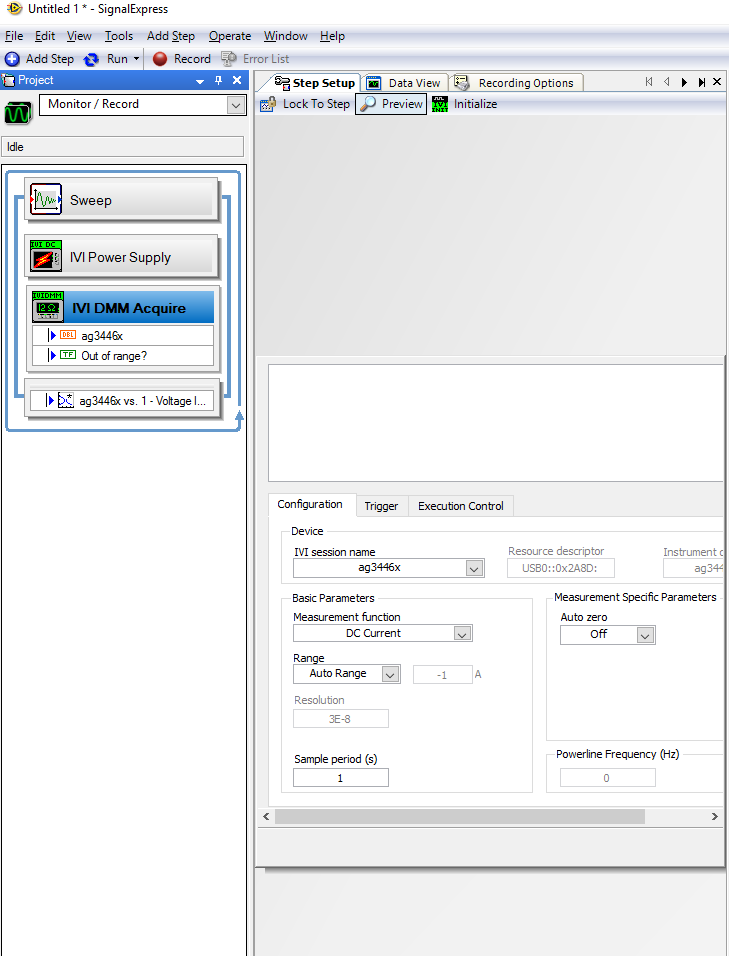 Untitled 1 * - SignalExpress
File Edit View Tools Add Step Operate Window Help
Add Step Run Record Error List
Project
Monitor / Record
Idle
Sweep
IVI DC
IVI Power Supply
IVIDMM
IVI DMM Acquire
DBL ag3446x
TF Out of range?
ag3446x vs. 1 - Voltage l...
Step Setup Data View Recording Options
Lock To Step Preview Initialize
Configuration Trigger Execution Control
Device
IVI session name Resource descriptor Instrument d
ag3446x USB0::0x2A8D: ag344
Basic Parameters Measurement Specific Parameters
Measurement function Auto zero
DC Current Off
Range
Auto Range -1 A
Resolution
3E-8
Sample period (s) Powerline Frequency (Hz)
1 0